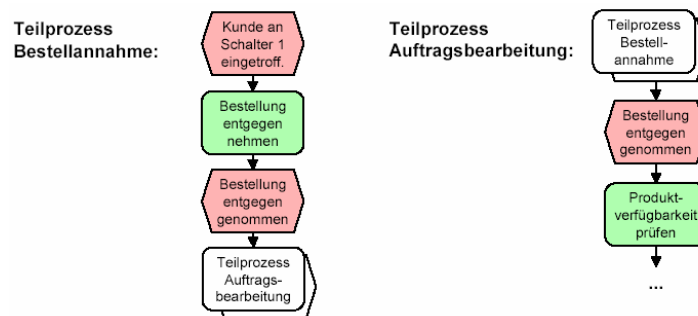 Teilprozess
Bestellannahme:
Kunde an
Schalter 1
eingetroff.
Bestellung
entgegen
nehmen
Bestellung
entgegen
genommen
Teilprozess
Auftrags-
bearbeitung
Teilprozess
Auftragsbearbeitung:
Teilprozess
Bestell-
annahme
Bestellung
entgegen
genommen
Produkt-
verfügbarkeit
prüfen
...